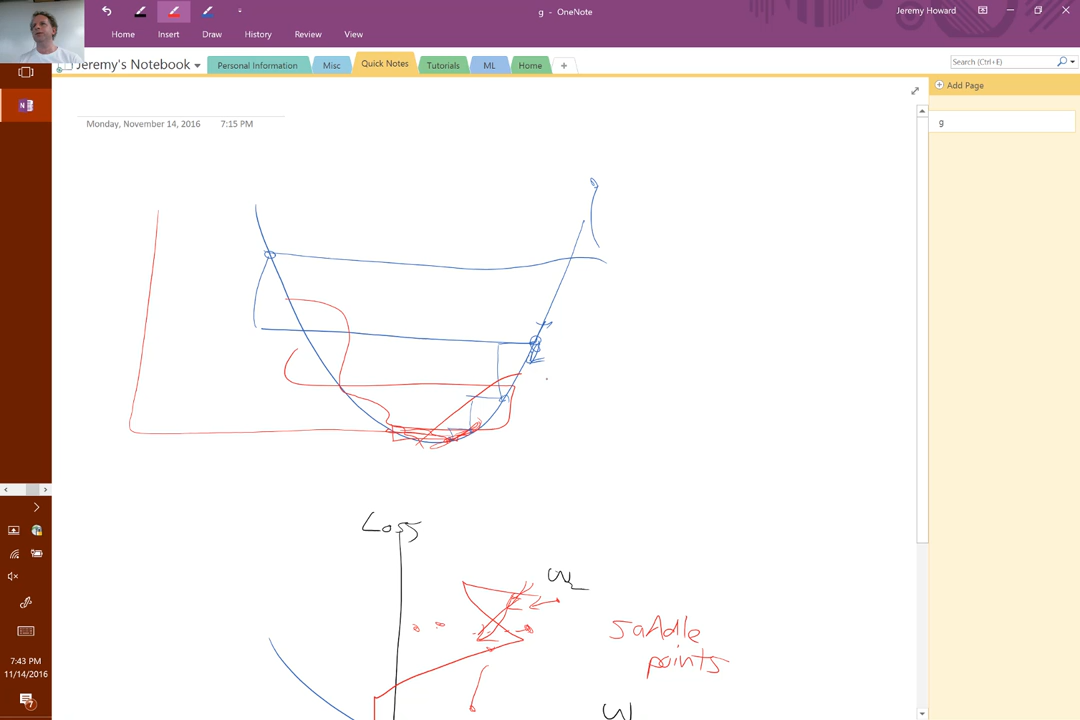 g - OneNote
Jeremy Howard
Home Insert Draw History Review View
Jeremy's Notebook
Personal Information Misc Quick Notes Tutorials ML Home
Search (Ctrl+E)
Add Page
g
Monday, November 14, 2016 7:15 PM
Loss
saddle
points
W
7:43 PM
11/14/2016
7